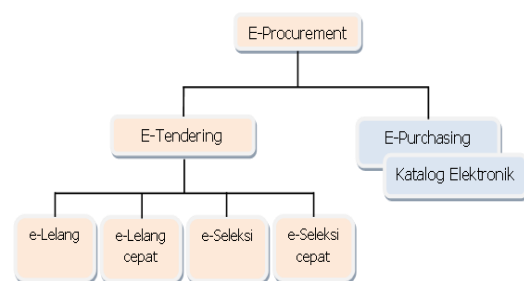 E-Procurement
E-Tendering
E-Purchasing
Katalog Elektronik
e-Lelang
e-Lelang
cepat
e-Seleksi
e-Seleksi
cepat